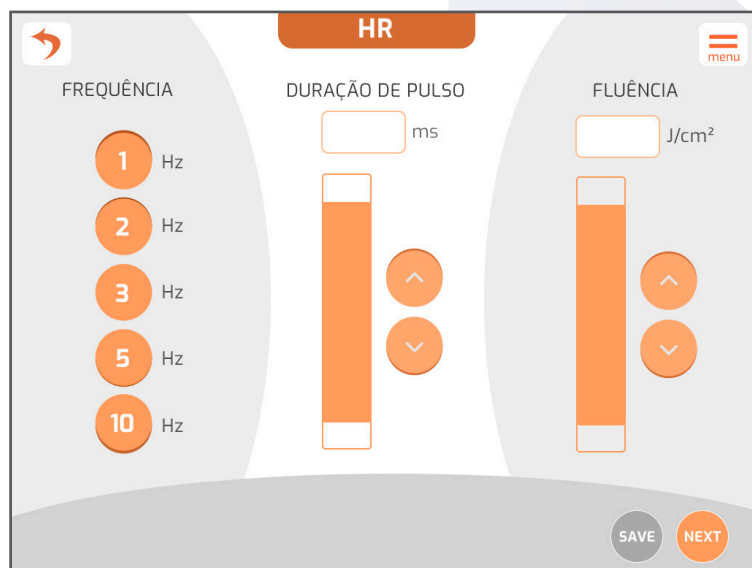 HR
menu
FREQUÊNCIA
1 Hz
2 Hz
3 Hz
5 Hz
10 Hz
DURAÇÃO DE PULSO
ms
FLUÊNCIA
J/cm²
SAVE
NEXT